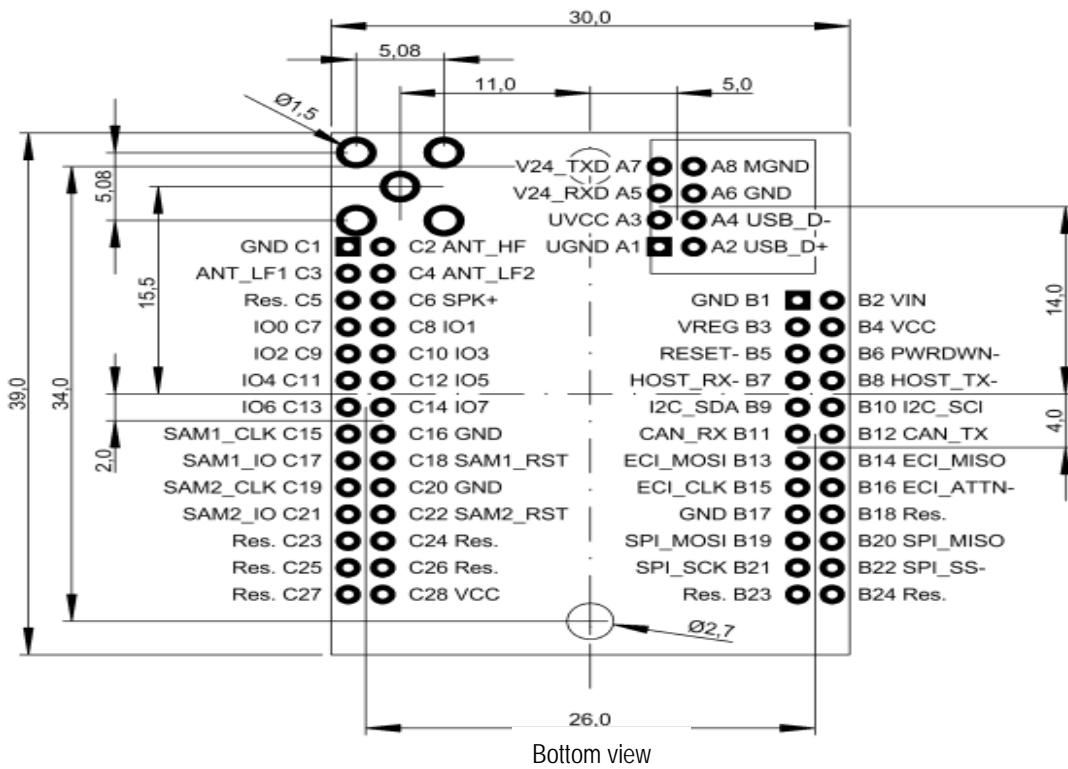 30,0
5,08
11,0
5,0
Ø1,5
5,08
V24_TXD A7 A8 MGND
V24_RXD A5 A6 GND
UVCC A3 A4 USB_D-
GND C1 C2 ANT_HF UGND A1 A2 USB_D+
ANT_LF1 C3 C4 ANT_LF2
Res. C5 C6 SPK+ GND B1 B2 VIN
IO0 C7 C8 IO1 VREG B3 B4 VCC
IO2 C9 C10 IO3 RESET- B5 B6 PWRDWN-
IO4 C11 C12 IO5 HOST_RX- B7 B8 HOST_TX-
IO6 C13 C14 IO7 I2C_SDA B9 B10 I2C_SCI
SAM1_CLK C15 C16 GND CAN_RX B11 B12 CAN_TX
SAM1_IO C17 C18 SAM1_RST ECI_MOSI B13 B14 ECI_MISO
SAM2_CLK C19 C20 GND ECI_CLK B15 B16 ECI_ATTN-
SAM2_IO C21 C22 SAM2_RST GND B17 B18 Res.
Res. C23 C24 Res. SPI_MOSI B19 B20 SPI_MISO
Res. C25 C26 Res. SPI_SCK B21 B22 SPI_SS-
Res. C27 C28 VCC Res. B23 B24 Res.
15,5
14,0
39,0
34,0
2,0
4,0
Ø2,7
26,0
Bottom view